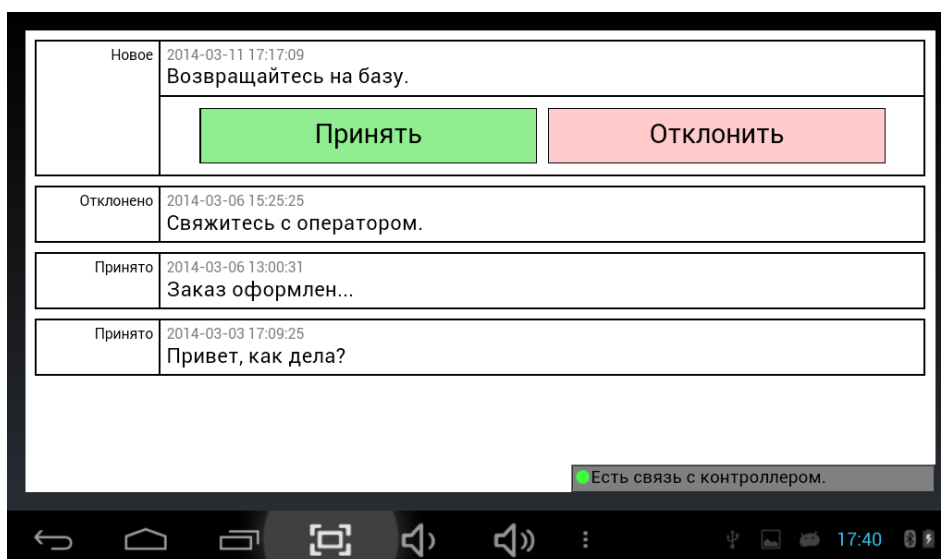 Новое
2014-03-11 17:17:09
Возвращайтесь на базу.
Принять
Отклонить
Отклонено
2014-03-06 15:25:25
Свяжитесь с оператором.
Принято
2014-03-06 13:00:31
Заказ оформлен...
Принято
2014-03-03 17:09:25
Привет, как дела?
Есть связь с контроллером.
17:40